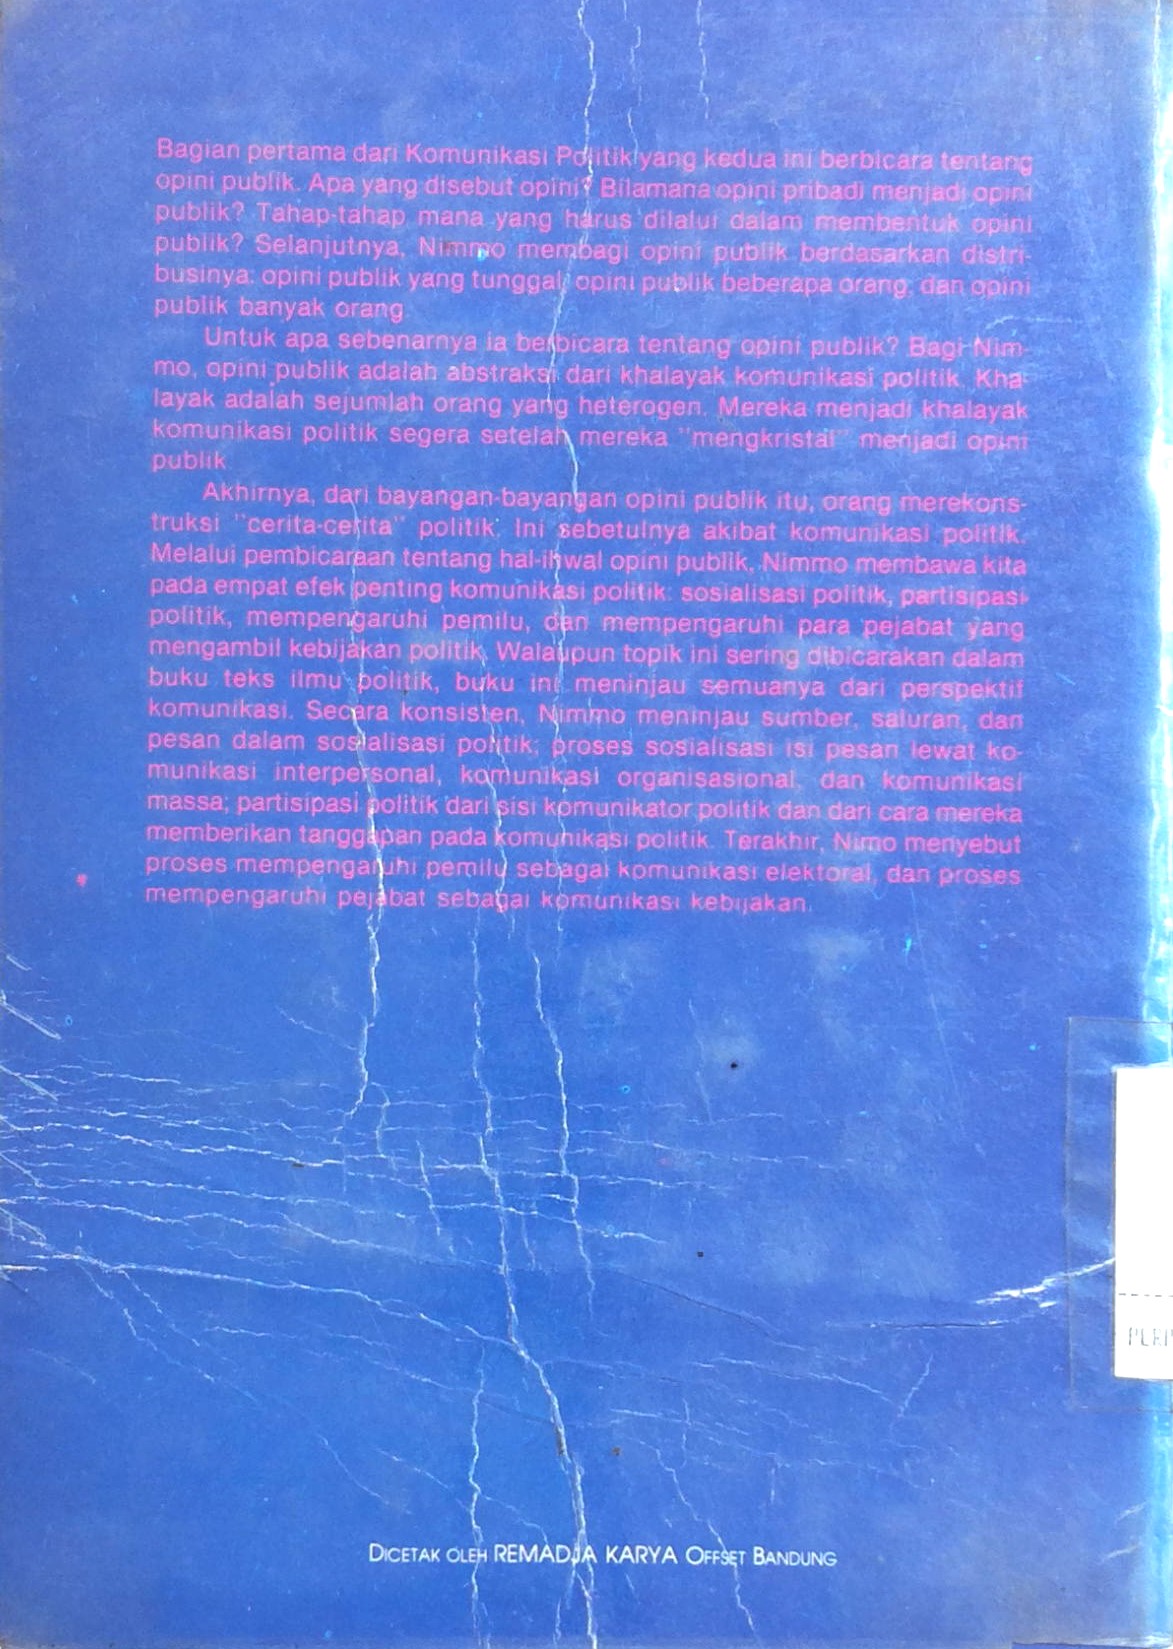 Bagian pertama dari Komunikasi Politik yang kedua ini berbicara tentang
opini publik. Apa yang disebut opini? Bilamana opini pribadi menjadi opini
publik? Tahap-tahap mana yang harus dilalui dalam membentuk opini
publik? Selanjutnya, Nimmo membagi opini publik berdasarkan distri-
businya: opini publik yang tunggal, opini publik beberapa orang, dan opini
publik banyak orang.
Untuk apa sebenarnya ia berbicara tentang opini publik? Bagi Nim-
mo, opini publik adalah abstraksi dari khalayak komunikasi politik. Kha-
layak adalah sejumlah orang yang heterogen. Mereka menjadi khalayak
komunikasi politik segera setelah mereka "mengkristal" menjadi opini
publik.
Akhirnya, dari bayangan-bayangan opini publik itu, orang merekons-
truksi "cerita-cerita" politik. Ini sebetulnya akibat komunikasi politik.
Melalui pembicaraan tentang hal-ihwal opini publik, Nimmo membawa kita
pada empat efek penting komunikasi politik: sosialisasi politik, partisipasi
politik, mempengaruhi pemilu, dan mempengaruhi para pejabat yang
mengambil kebijakan politik. Walaupun topik ini sering dibicarakan dalam
buku teks ilmu politik, buku ini meninjau semuanya dari perspektif
komunikasi. Secara konsisten, Nimmo meninjau sumber, saluran, dan
pesan dalam sosialisasi politik; proses sosialisasi isi pesan lewat ko-
munikasi interpersonal, komunikasi organisasional, dan komunikasi
massa; partisipasi politik dari sisi komunikator politik dan dari cara mereka
memberikan tanggapan pada komunikasi politik. Terakhir, Nimo menyebut
proses mempengaruhi pemilu sebagai komunikasi elektoral, dan proses
mempengaruhi pejabat sebagai komunikasi kebijakan.
DICETAK OLEH REMADJA KARYA OFFSET BANDUNG